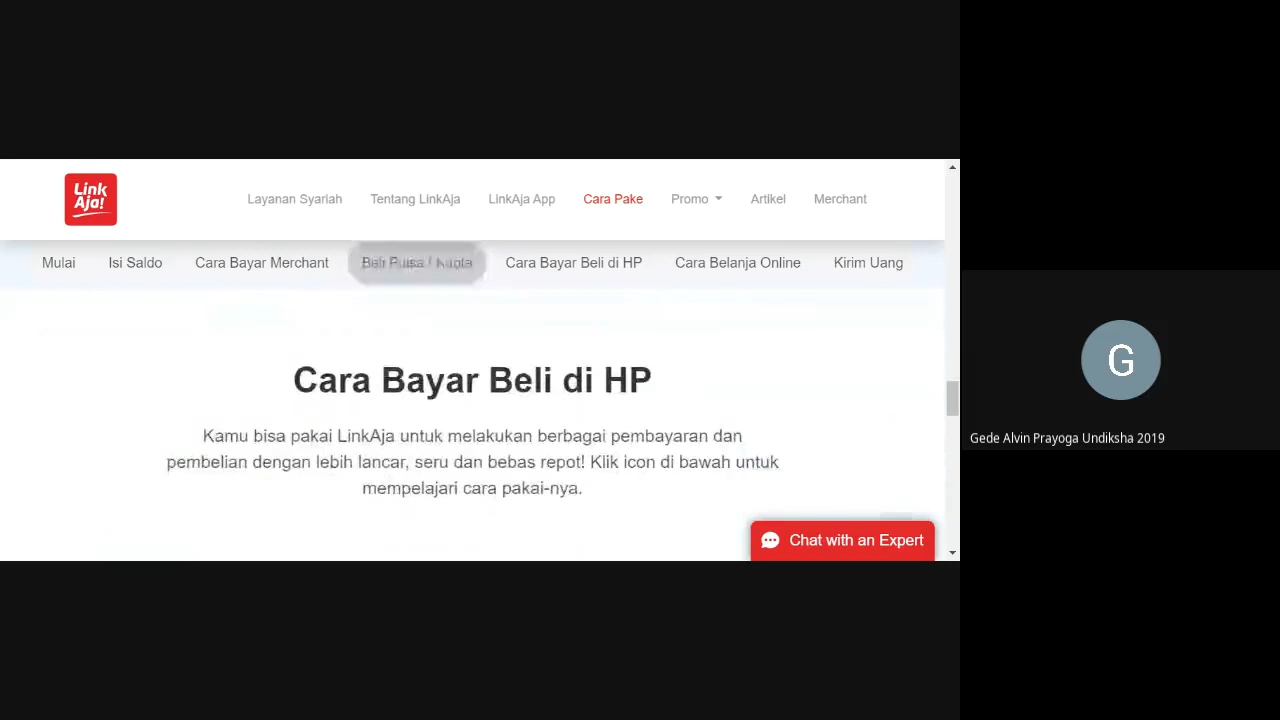 Link
Aja!
Layanan Syariah
Tentang LinkAja
LinkAja App
Cara Pake
Promo
Artikel
Merchant
Mulai
Isi Saldo
Cara Bayar Merchant
Beli Pulsa / Kuota
Cara Bayar Beli di HP
Cara Belanja Online
Kirim Uang
Cara Bayar Beli di HP
Kamu bisa pakai LinkAja untuk melakukan berbagai pembayaran dan
pembelian dengan lebih lancar, seru dan bebas repot! Klik icon di bawah untuk
mempelajari cara pakai-nya.
Chat with an Expert
G
Gede Alvin Prayoga Undiksha 2019